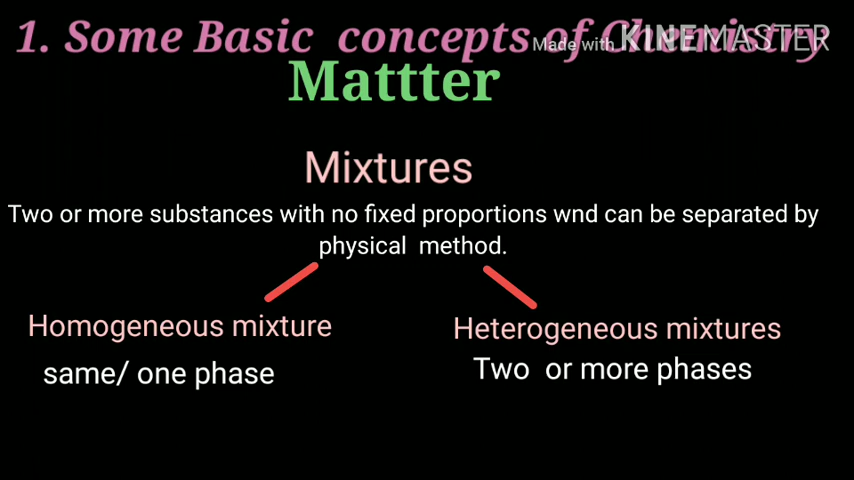 1. Some Basic concepts of Chemistry
Made with KINEMASTER
Mattter
Mixtures
Two or more substances with no fixed proportions wnd can be separated by
physical method.
Homogeneous mixture
Heterogeneous mixtures
same/ one phase
Two or more phases